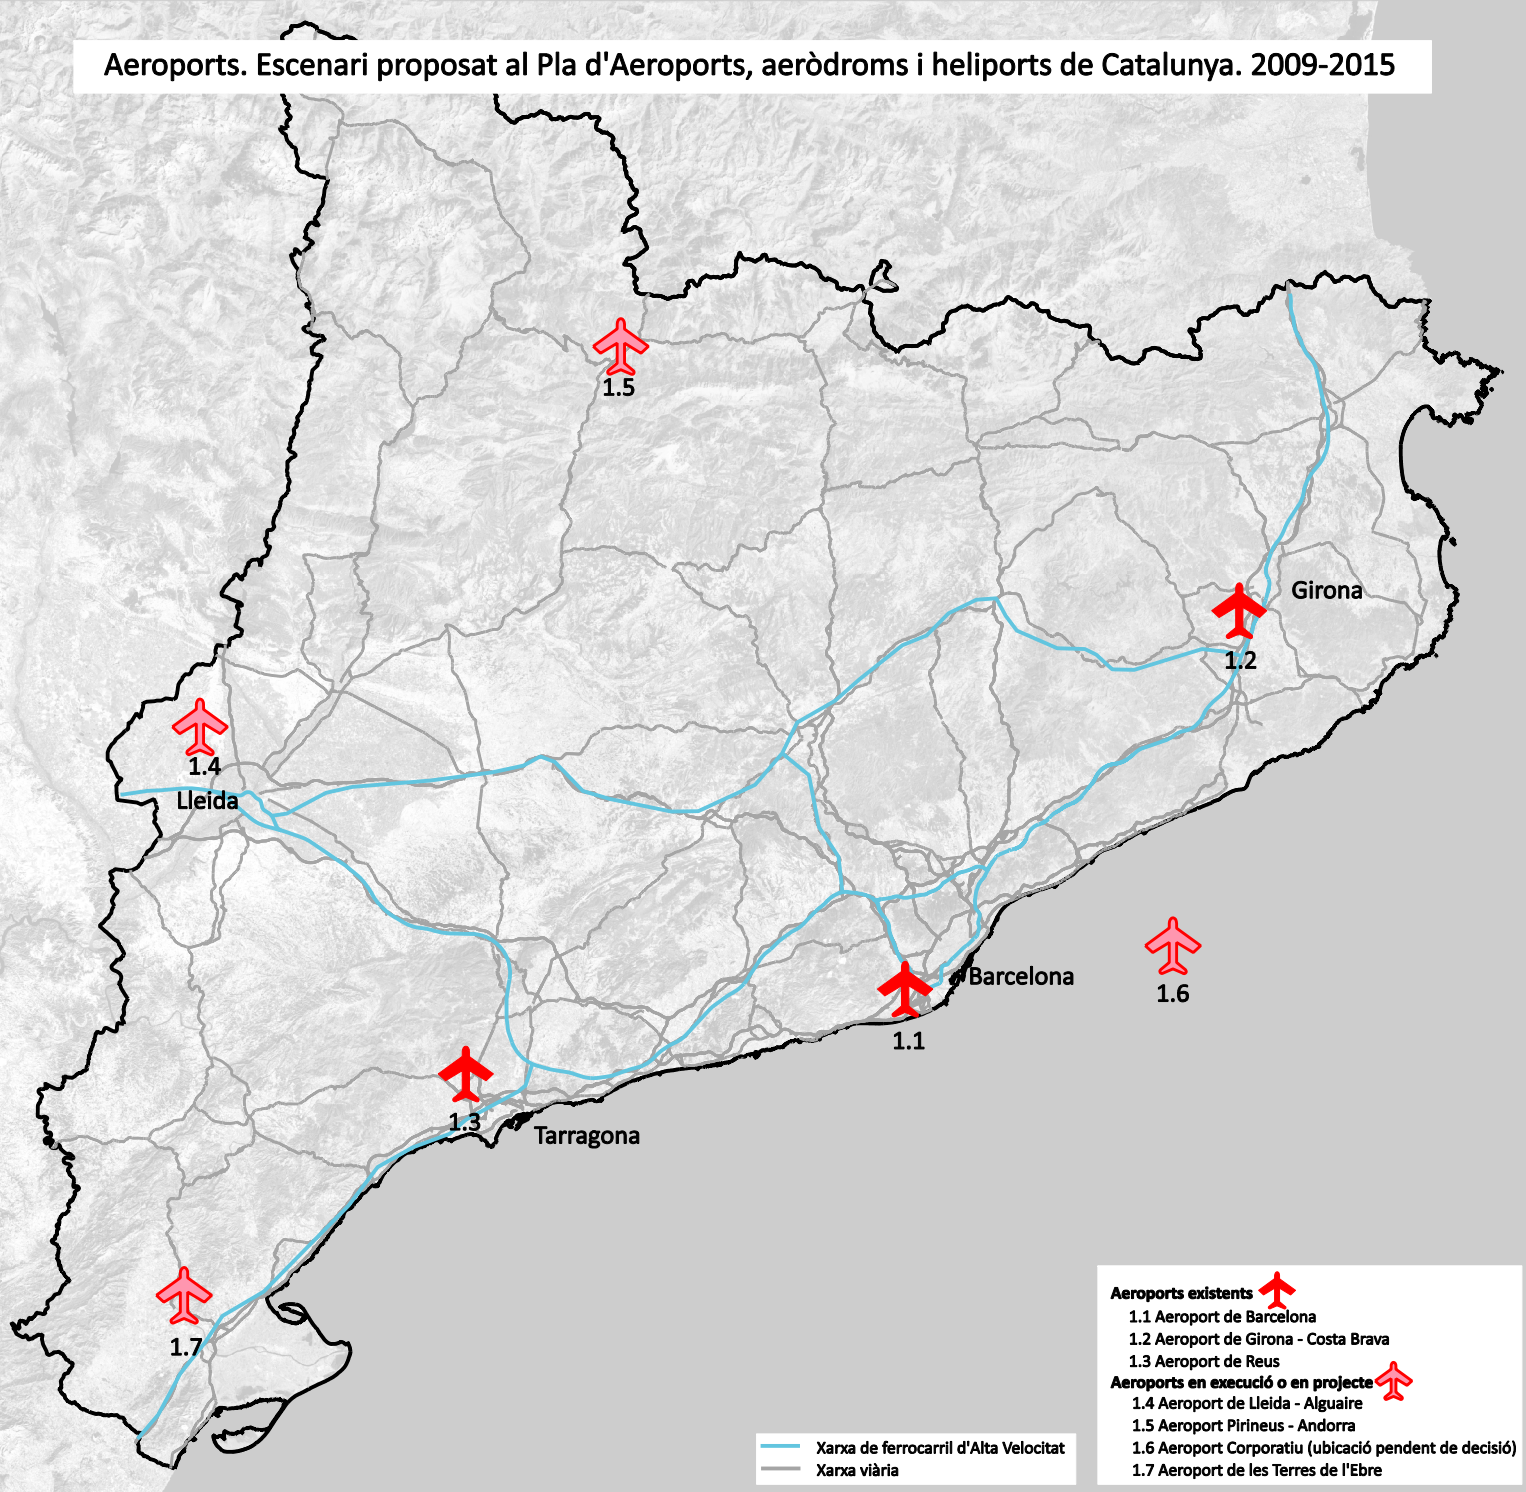 Aeroports. Escenari proposat al Pla d'Aeroports, aeròdroms i heliports de Catalunya. 2009-2015
1.5
Girona
1.2
1.4
Lleida
Barcelona
1.6
1.1
1.3
Tarragona
1.7
Aeroports existents
1.1 Aeroport de Barcelona
1.2 Aeroport de Girona - Costa Brava
1.3 Aeroport de Reus
Aeroports en execució o en projecte
1.4 Aeroport de Lleida - Alguaire
1.5 Aeroport Pirineus - Andorra
1.6 Aeroport Corporatiu (ubicació pendent de decisió)
1.7 Aeroport de les Terres de l'Ebre
Xarxa de ferrocarril d'Alta Velocitat
Xarxa viària